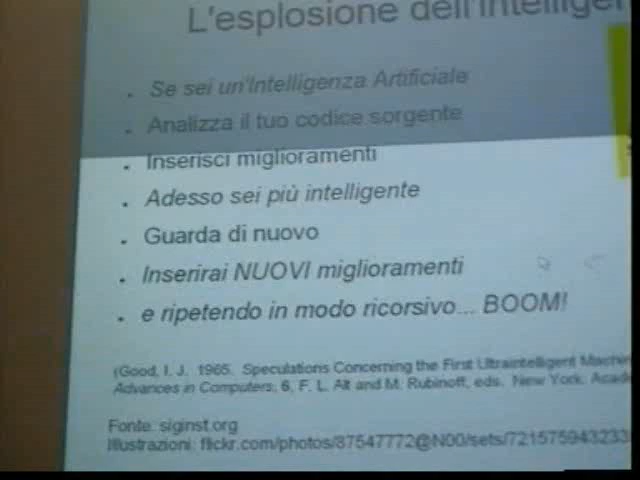 L'esplosione dell'Intelligen
. Se sei un'Intelligenza Artificiale
. Analizza il tuo codice sorgente
. Inserisci miglioramenti
. Adesso sei più intelligente
. Guarda di nuovo
. Inserirai NUOVI miglioramenti
. e ripetendo in modo ricorsivo... BOOM!
(Good, I. J. 1965. Speculations Concerning the First Ultraintelligent Machin
Advances in Computers, 6, F. L. Alt and M. Rubinoff, eds. New York: Acade
Fonte: siginst.org
Illustrazioni: flickr.com/photos/87547772@N00/sets/721575943233